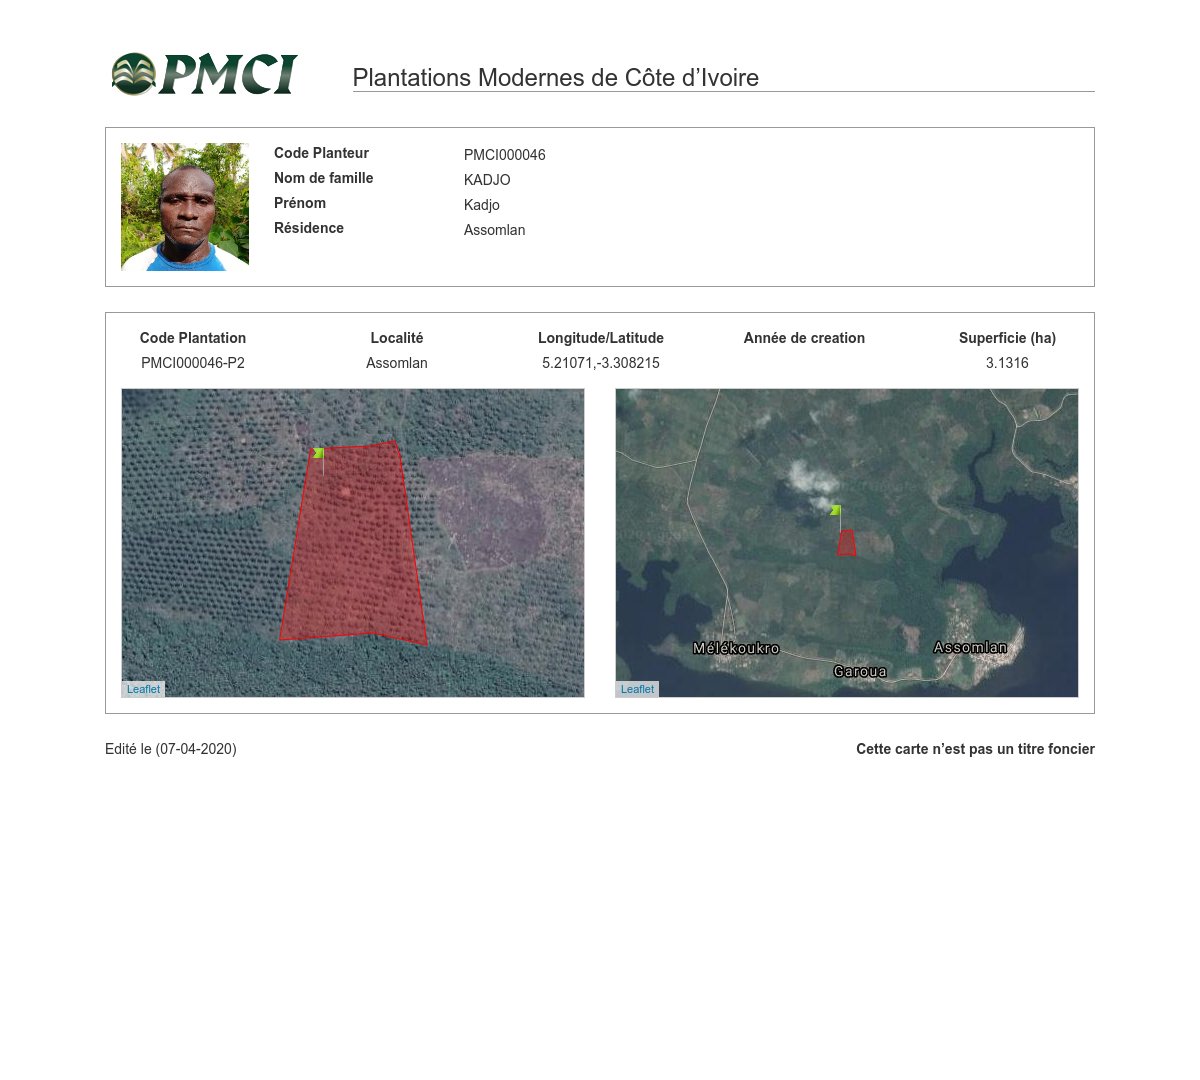 PMCI
Plantations Modernes de Côte d’Ivoire
Code Planteur PMCI000046
Nom de famille KADJO
Prénom Kadjo
Résidence Assomlan
Code Plantation Localité Longitude/Latitude Année de creation Superficie (ha)
PMCI000046-P2 Assomlan 5.21071,-3.308215 3.1316
Leaflet
Mélékoukro
Assomlan
Garoua
Leaflet
Edité le (07-04-2020) Cette carte n’est pas un titre foncier